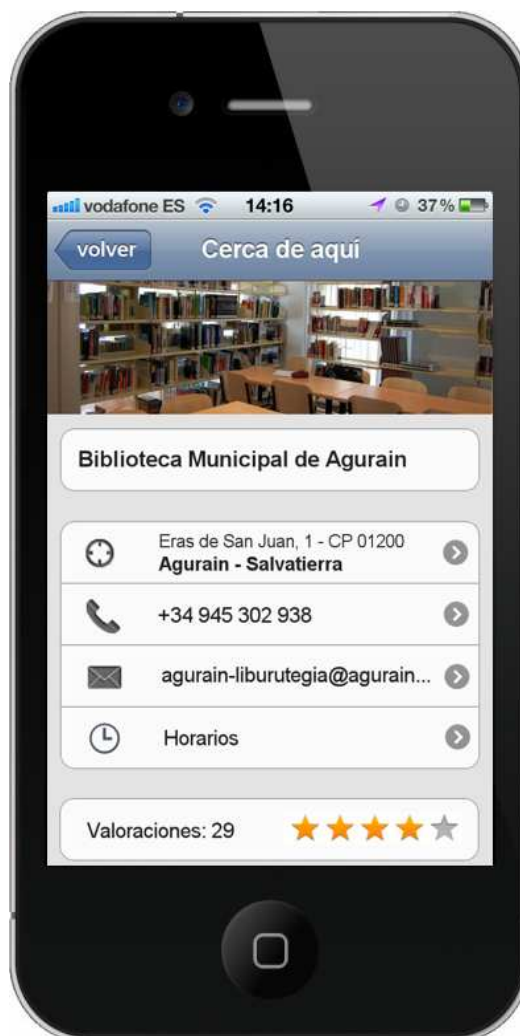 vodafone ES 14:16 37%
volver Cerca de aquí
Biblioteca Municipal de Agurain
Eras de San Juan, 1 - CP 01200
Agurain - Salvatierra
+34 945 302 938
agurain-liburutegia@agurain...
Horarios
Valoraciones: 29